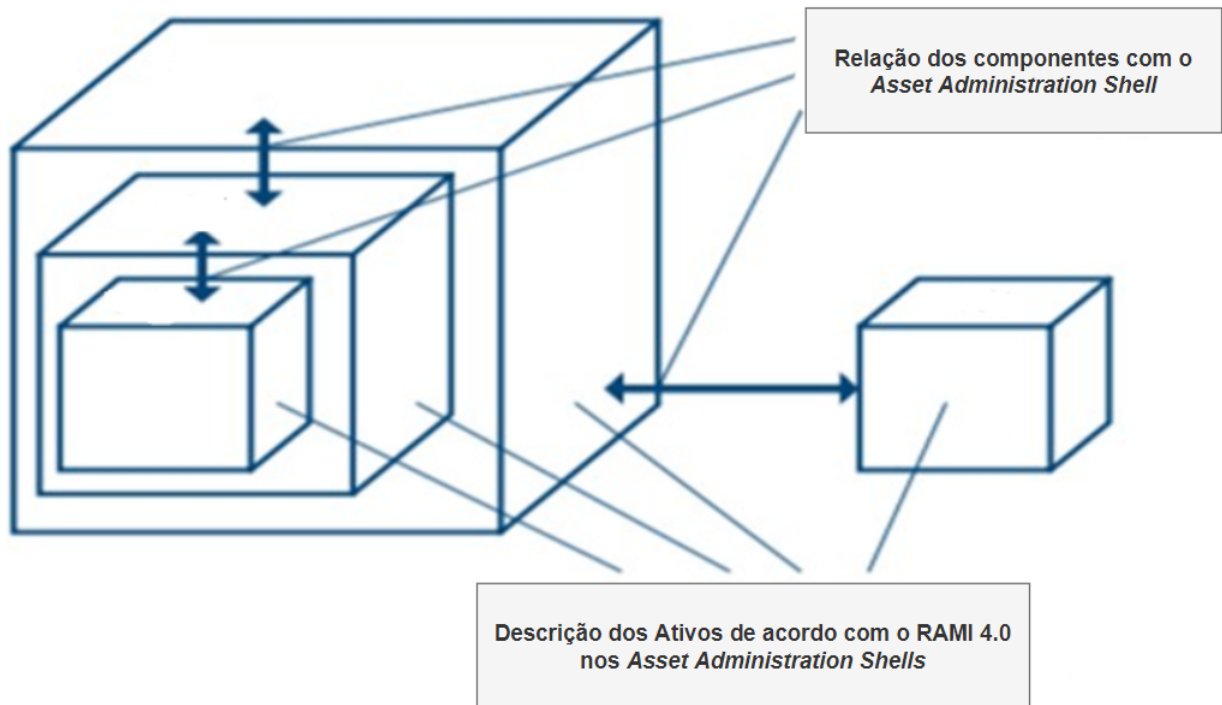 Relação dos componentes com o
Asset Administration Shell
Descrição dos Ativos de acordo com o RAMI 4.0
nos Asset Administration Shells